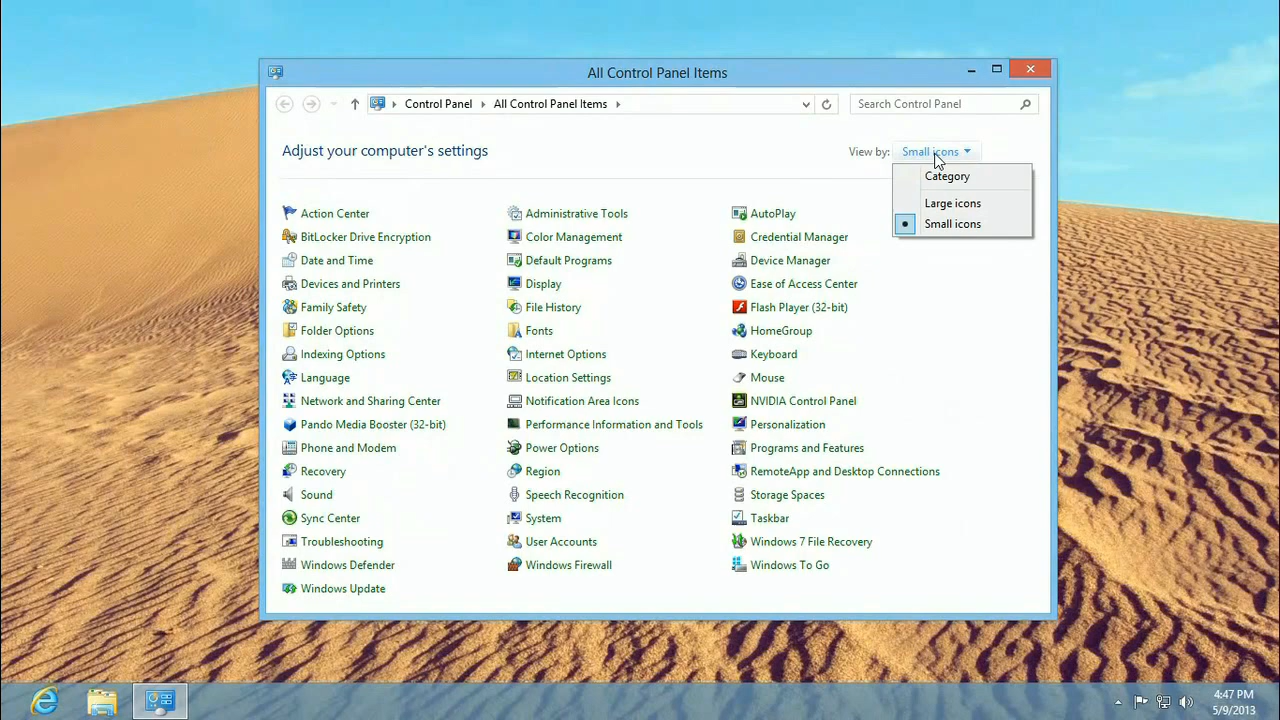 All Control Panel Items
Control Panel
All Control Panel Items
Search Control Panel
Adjust your computer's settings
View by:
Small icons
Category
Large icons
Small icons
Action Center
Administrative Tools
AutoPlay
BitLocker Drive Encryption
Color Management
Credential Manager
Date and Time
Default Programs
Device Manager
Devices and Printers
Display
Ease of Access Center
Family Safety
File History
Flash Player (32-bit)
Folder Options
Fonts
HomeGroup
Indexing Options
Internet Options
Keyboard
Language
Location Settings
Mouse
Network and Sharing Center
Notification Area Icons
NVIDIA Control Panel
Pando Media Booster (32-bit)
Performance Information and Tools
Personalization
Phone and Modem
Power Options
Programs and Features
Recovery
Region
RemoteApp and Desktop Connections
Sound
Speech Recognition
Storage Spaces
Sync Center
System
Taskbar
Troubleshooting
User Accounts
Windows 7 File Recovery
Windows Defender
Windows Firewall
Windows To Go
Windows Update
4:47 PM
5/9/2013